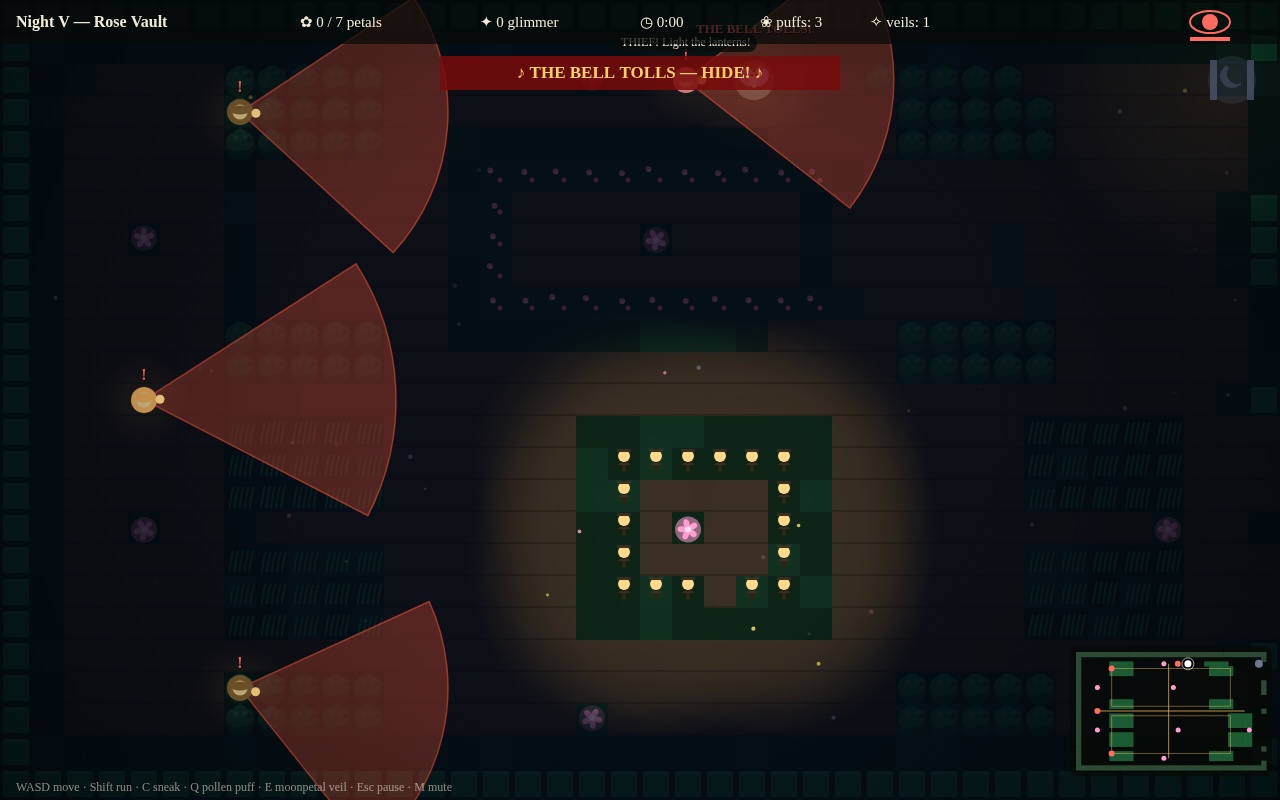 Night V — Rose Vault
✿ 0 / 7 petals
✦ 0 glimmer
◷ 0:00
❀ puffs: 3
✧ veils: 1
THE BELL TOLLS!
THIEF! Light the lanterns!
♪ THE BELL TOLLS — HIDE! ♪
!
!
!
!
WASD move · Shift run · C sneak · Q pollen puff · E moonpetal veil · Esc pause · M mute